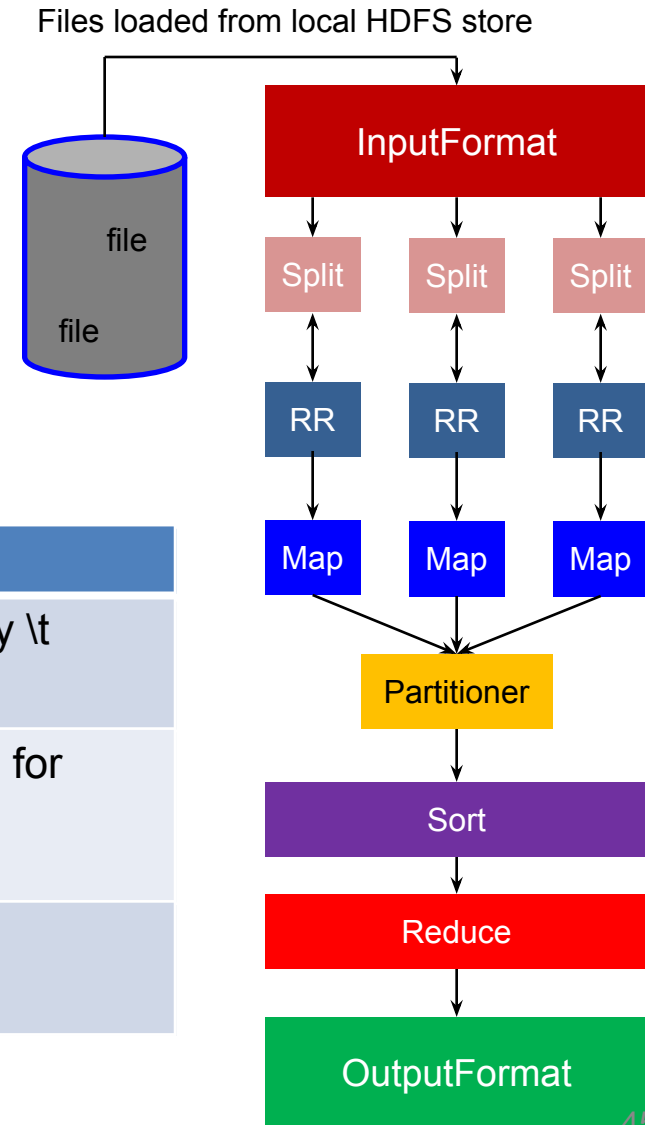 Files loaded from local HDFS store
InputFormat
file
file
Split Split Split
RR RR RR
Map Map Map
y \t
for
Partitioner
Sort
Reduce
OutputFormat